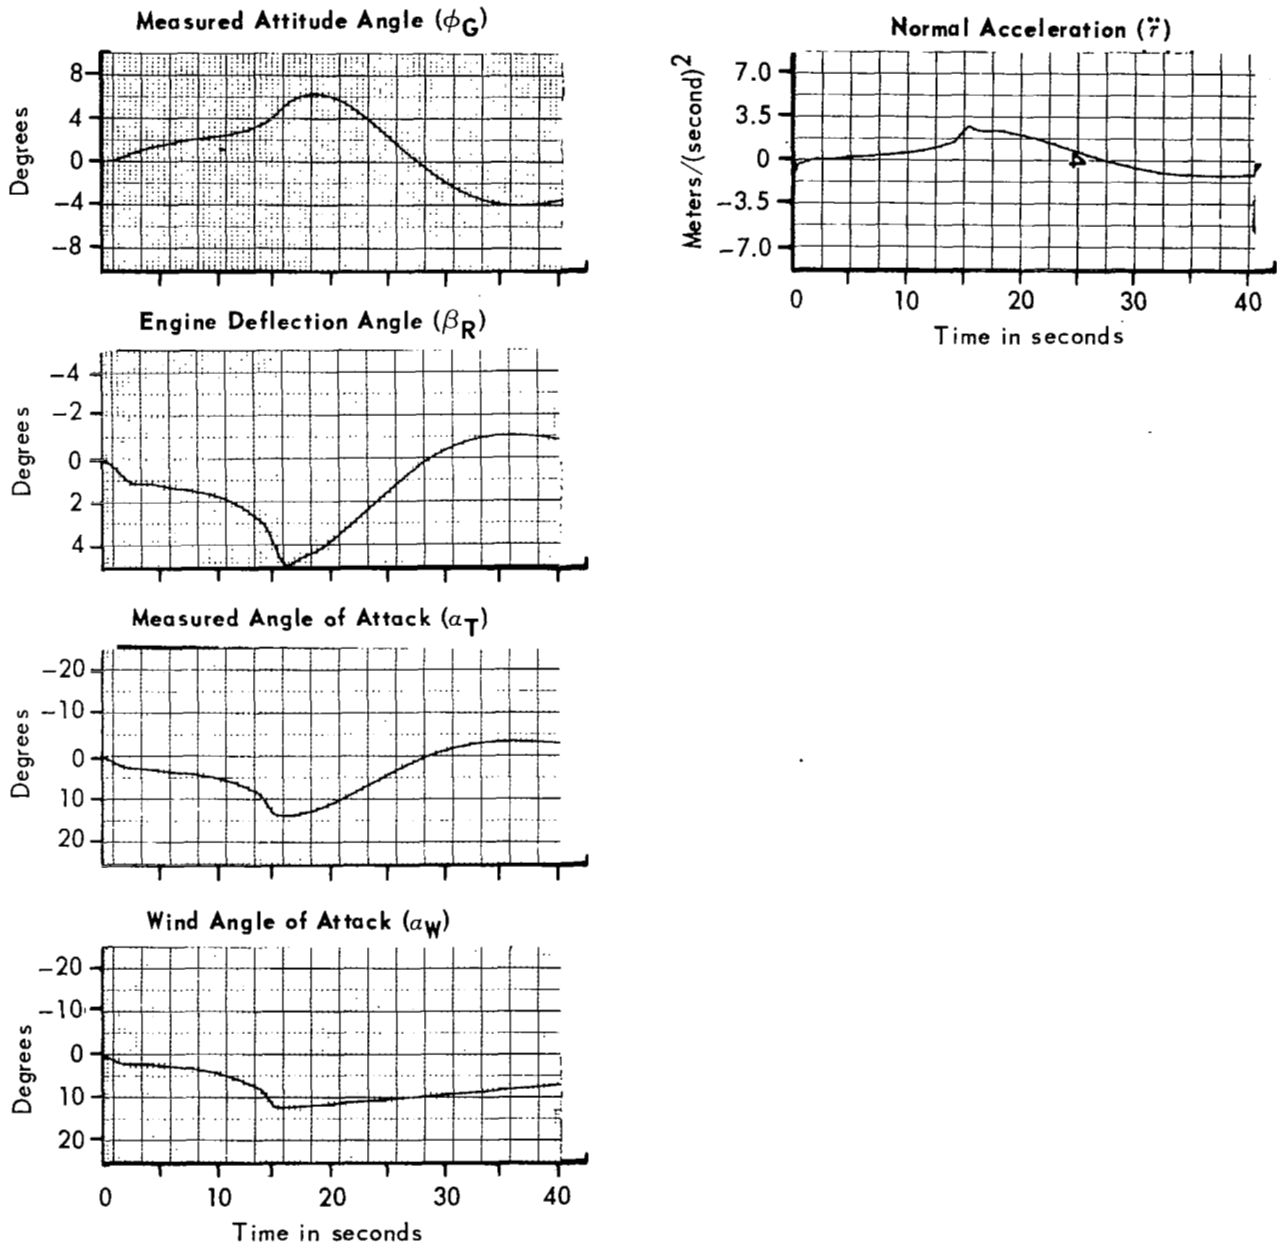 Measured Attitude Angle (ϕG)
Degrees
8
4
0
−4
−8
Engine Deflection Angle (βR)
Degrees
−4
−2
0
2
4
Measured Angle of Attack (αT)
Degrees
−20
−10
0
10
20
Wind Angle of Attack (αW)
Degrees
−20
−10
0
10
20
0 10 20 30 40
Time in seconds
Normal Acceleration (r̈)
Meters/(second)²
7.0
3.5
0
−3.5
−7.0
0 10 20 30 40
Time in seconds